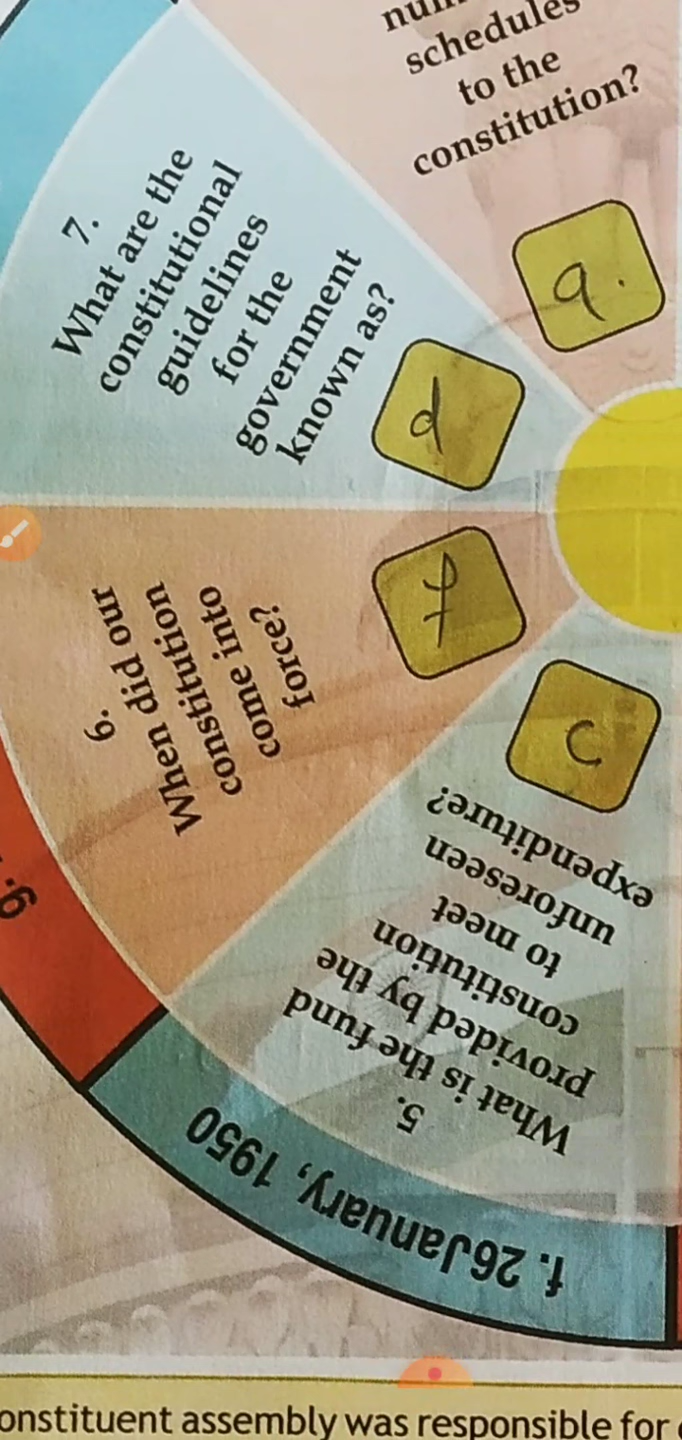 schedules
to the
constitution?
a.
7.
What are the
constitutional
guidelines
for the
government
known as?
d
6.
When did our
constitution
come into
force?
f
5.
What is the fund
provided by the
constitution
to meet
unforeseen
expenditure?
c
g.
f. 26January, 1950
onstituent assembly was responsible for